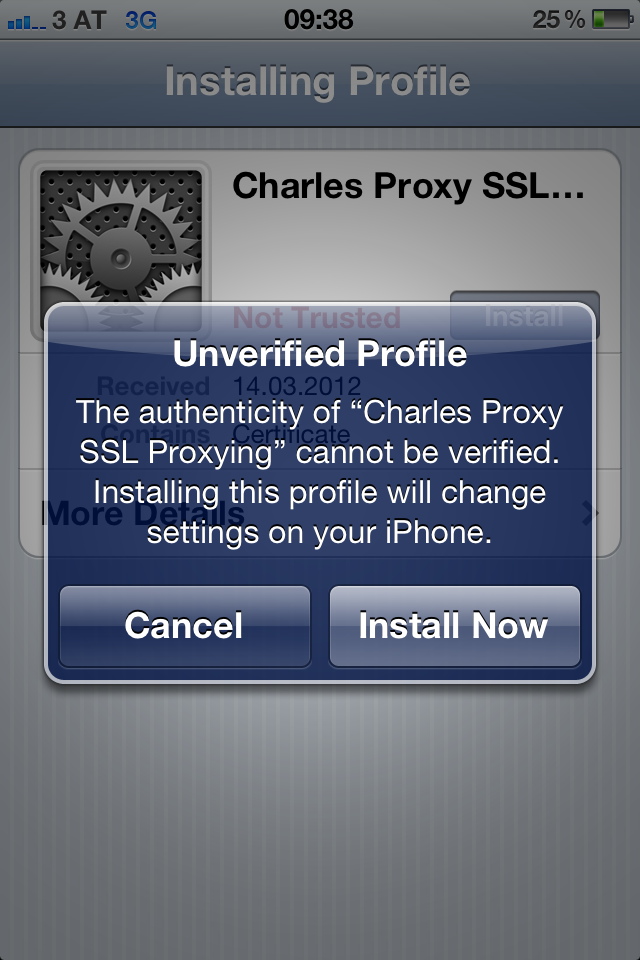 3 AT 3G 09:38 25 %
Installing Profile
Charles Proxy SSL...
Not Trusted Install
Unverified Profile
Received 14.03.2012
The authenticity of “Charles Proxy
Contains Certificate
SSL Proxying” cannot be verified.
Installing this profile will change
More Details
settings on your iPhone.
Cancel Install Now